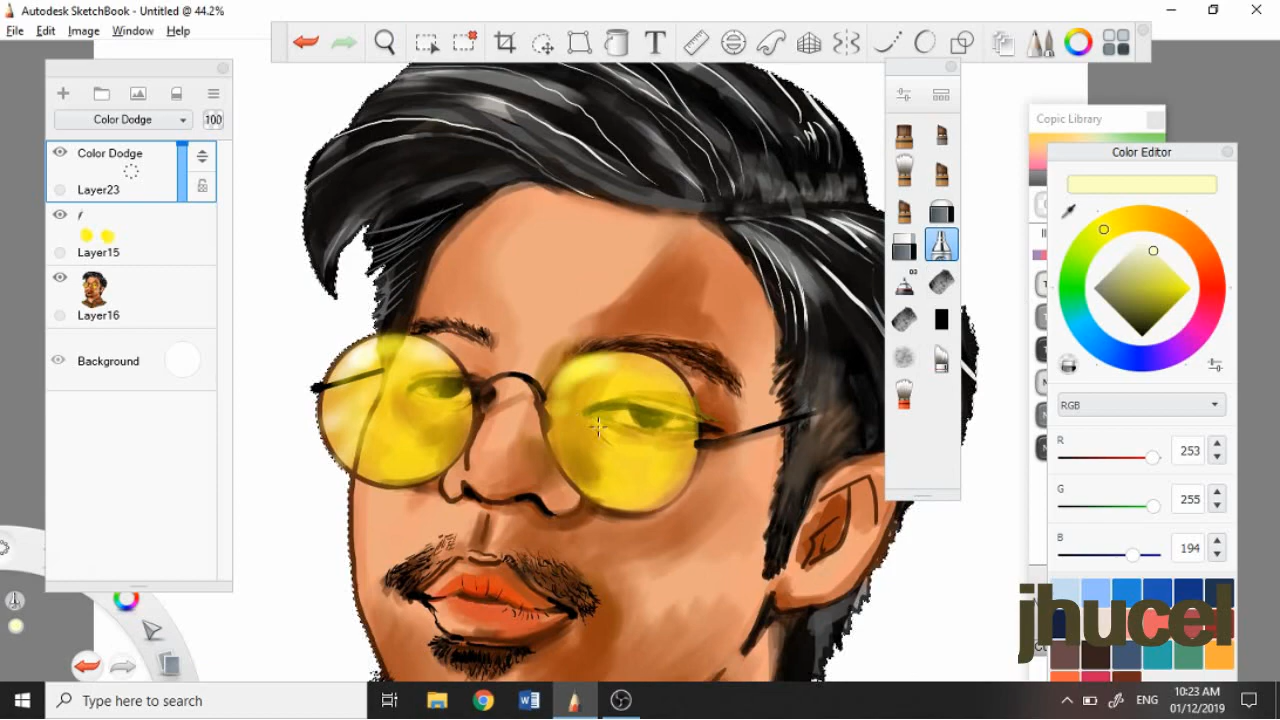 Autodesk SketchBook - Untitled @ 44.2%
File Edit Image Window Help
Color Dodge 100
Color Dodge
Layer23
Layer15
Layer16
Background
Copic Library
Color Editor
RGB
R 253
G 255
B 194
jhucel
Type here to search
ENG
10:23 AM
01/12/2019